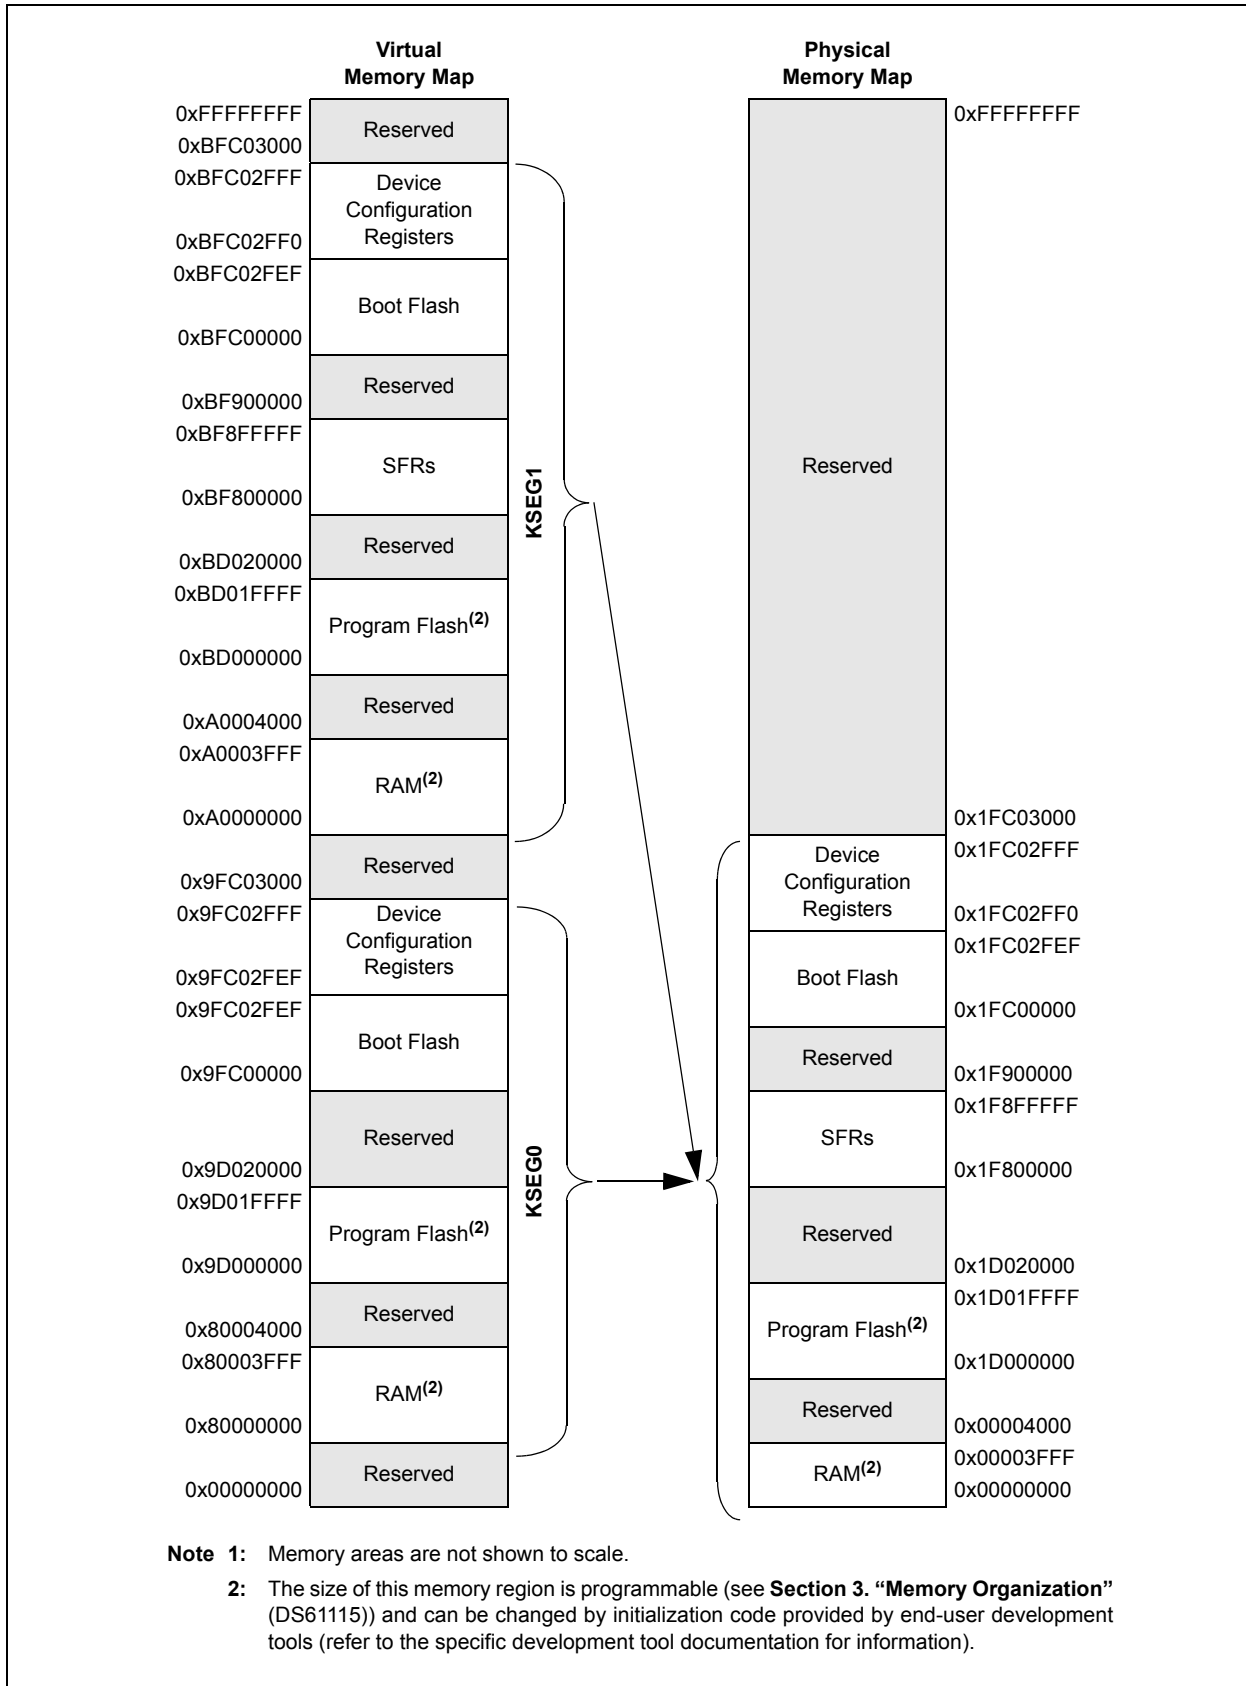 Virtual
Memory Map
0xFFFFFFFF
Reserved
0xBFC03000
0xBFC02FFF
Device
Configuration
Registers
0xBFC02FF0
0xBFC02FEF
Boot Flash
0xBFC00000
Reserved
0xBF900000
0xBF8FFFFF
SFRs
0xBF800000
Reserved
0xBD020000
0xBD01FFFF
Program Flash(2)
0xBD000000
Reserved
0xA0004000
0xA0003FFF
RAM(2)
0xA0000000
KSEG1
Reserved
0x9FC03000
0x9FC02FFF
Device
Configuration
Registers
0x9FC02FEF
0x9FC02FEF
Boot Flash
0x9FC00000
Reserved
0x9D020000
0x9D01FFFF
Program Flash(2)
0x9D000000
Reserved
0x80004000
0x80003FFF
RAM(2)
0x80000000
KSEG0
Reserved
0x00000000
Physical
Memory Map
0xFFFFFFFF
Reserved
0x1FC03000
0x1FC02FFF
Device
Configuration
Registers
0x1FC02FF0
0x1FC02FEF
Boot Flash
0x1FC00000
Reserved
0x1F900000
0x1F8FFFFF
SFRs
0x1F800000
Reserved
0x1D020000
0x1D01FFFF
Program Flash(2)
0x1D000000
Reserved
0x00004000
0x00003FFF
RAM(2)
0x00000000
Note 1: Memory areas are not shown to scale.
2: The size of this memory region is programmable (see Section 3. “Memory Organization”
(DS61115)) and can be changed by initialization code provided by end-user development
tools (refer to the specific development tool documentation for information).